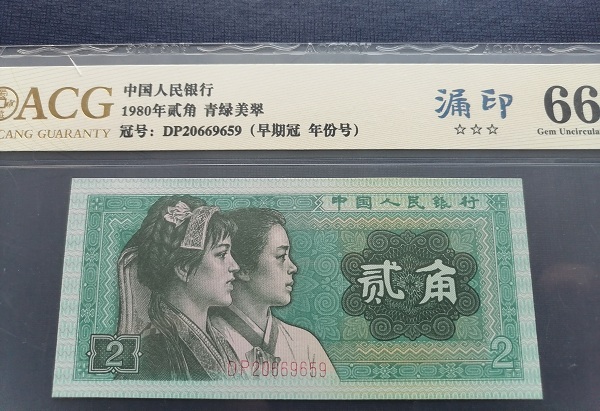 ACG
CANG GUARANTY
中国人民银行
1980年贰角 青绿美翠
冠号：DP20669659（早期冠 年份号）
漏印
☆☆☆
66
Gem Uncircula
中国人民银行
贰角
2
DP20669659
2